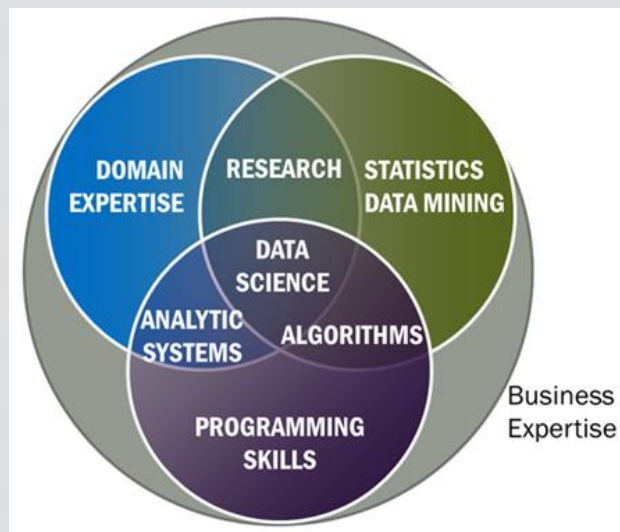 DOMAIN
EXPERTISE
RESEARCH
STATISTICS
DATA MINING
DATA
SCIENCE
ANALYTIC
SYSTEMS
ALGORITHMS
PROGRAMMING
SKILLS
Business
Expertise